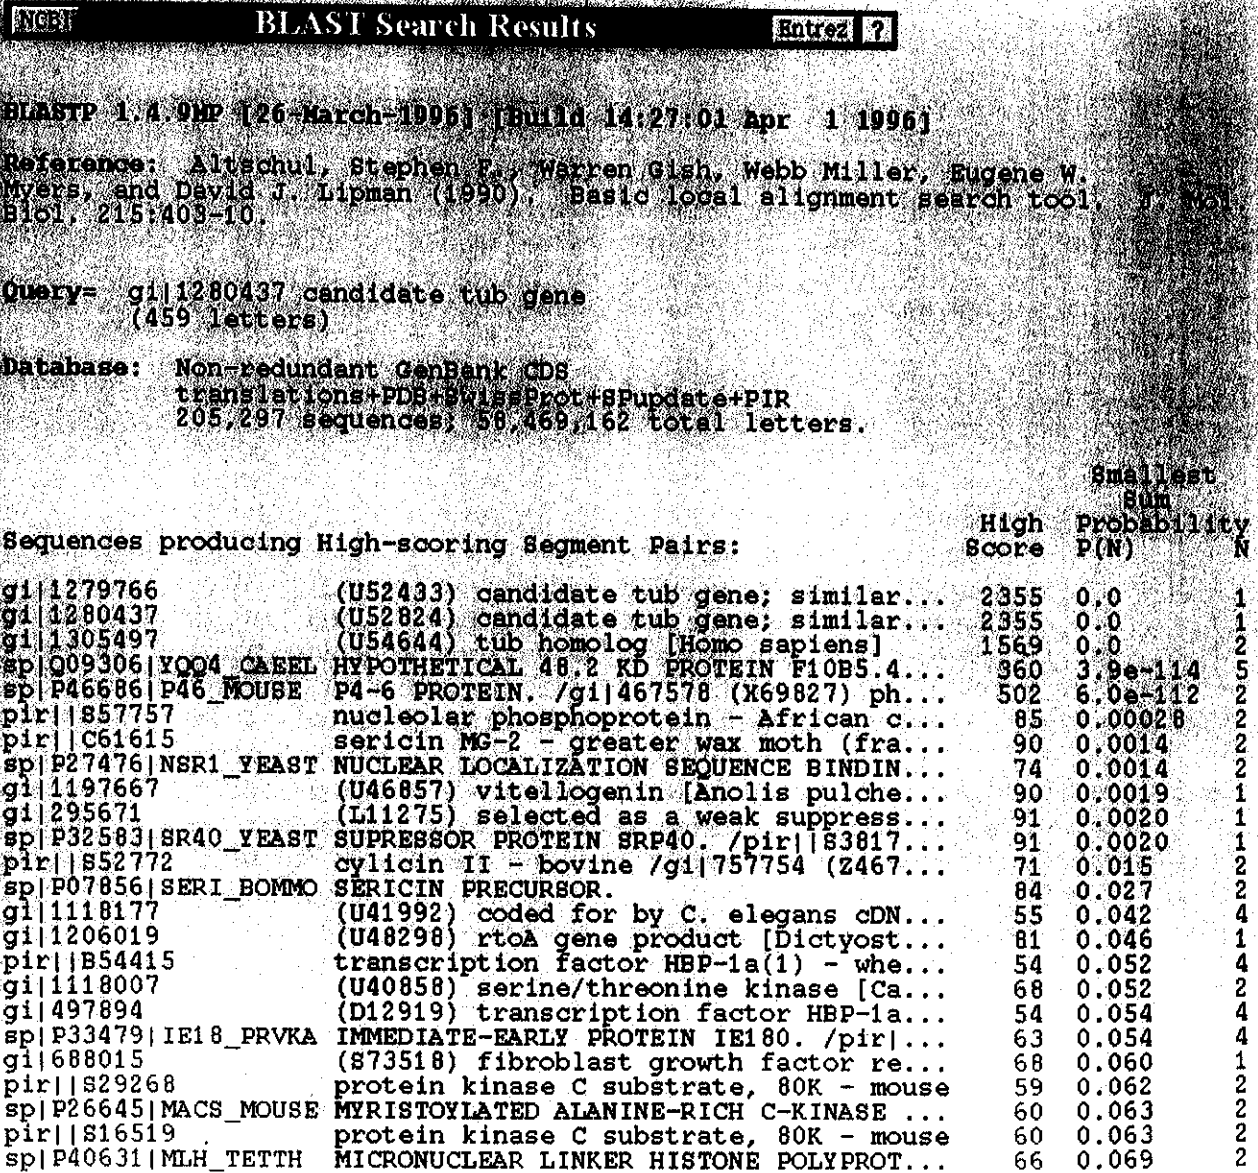 NCBI BLAST Search Results Entrez ?
BLASTP 1.4.9MP [26-March-1996] [Build 14:27:01 Apr 1 1996]
Reference: Altschul, Stephen F., Warren Gish, Webb Miller, Eugene W.
Myers, and David J. Lipman (1990). Basic local alignment search tool. J. Mol.
Biol. 215:403-10.
Query= gi|1280437 candidate tub gene
(459 letters)
Database: Non-redundant GenBank CDS
translations+PDB+SwissProt+SPupdate+PIR
205,297 sequences; 58,469,162 total letters.
Smallest
Sum
High Probability
Sequences producing High-scoring Segment Pairs: Score P(N) N
gi|1279766 (U52433) candidate tub gene; similar... 2355 0.0 1
gi|1280437 (U52824) candidate tub gene; similar... 2355 0.0 1
gi|1305497 (U54644) tub homolog [Homo sapiens] 1569 0.0 2
sp|Q09306|YQQ4_CAEEL HYPOTHETICAL 48.2 KD PROTEIN F10B5.4... 360 3.9e-114 5
sp|P46686|P46_MOUSE P4-6 PROTEIN. /gi|467578 (X69827) ph... 502 6.0e-112 2
pir||S57757 nucleolar phosphoprotein - African c... 85 0.00028 2
pir||C61615 sericin MG-2 - greater wax moth (fra... 90 0.0014 2
sp|P27476|NSR1_YEAST NUCLEAR LOCALIZATION SEQUENCE BINDIN... 74 0.0014 2
gi|1197667 (U46857) vitellogenin [Anolis pulche... 90 0.0019 1
gi|295671 (L11275) selected as a weak suppress... 91 0.0020 1
sp|P32583|SR40_YEAST SUPRESSOR PROTEIN SRP40. /pir||S3817... 91 0.0020 1
pir||S52772 cylicin II - bovine /gi|757754 (Z467... 71 0.015 2
sp|P07856|SERI_BOMMO SERICIN PRECURSOR. 84 0.027 2
gi|1118177 (U41992) coded for by C. elegans cDN... 55 0.042 4
gi|1206019 (U48298) rtoA gene product [Dictyost... 81 0.046 1
pir||B54415 transcription factor HBP-1a(1) - whe... 54 0.052 4
gi|1118007 (U40858) serine/threonine kinase [Ca... 68 0.052 2
gi|497894 (D12919) transcription factor HBP-1a... 54 0.054 4
sp|P33479|IE18_PRVKA IMMEDIATE-EARLY PROTEIN IE180. /pir|... 63 0.054 4
gi|688015 (S73518) fibroblast growth factor re... 68 0.060 1
pir||S29268 protein kinase C substrate, 80K - mouse 59 0.062 2
sp|P26645|MACS_MOUSE MYRISTOYLATED ALANINE-RICH C-KINASE ... 60 0.063 2
pir||S16519 protein kinase C substrate, 80K - mouse 60 0.063 2
sp|P40631|MLH_TETTH MICRONUCLEAR LINKER HISTONE POLYPROT... 66 0.069 2